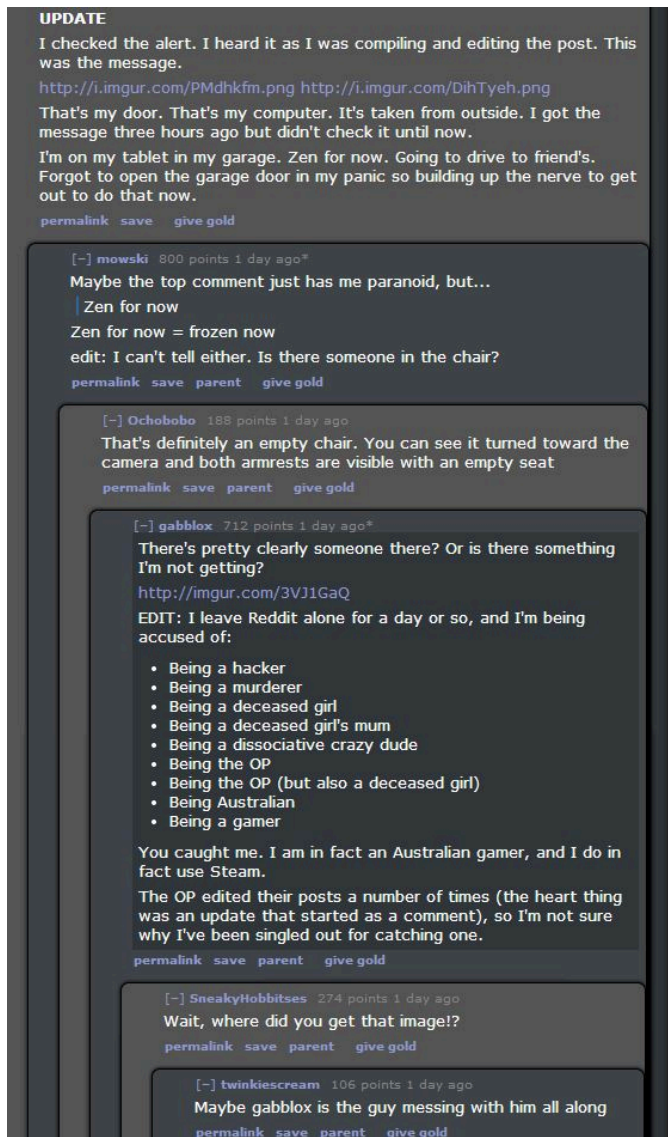 UPDATE
I checked the alert. I heard it as I was compiling and editing the post. This
was the message.
http://i.imgur.com/PMdhkfm.png http://i.imgur.com/DihTyeh.png
That's my door. That's my computer. It's taken from outside. I got the
message three hours ago but didn't check it until now.
I'm on my tablet in my garage. Zen for now. Going to drive to friend's.
Forgot to open the garage door in my panic so building up the nerve to get
out to do that now.
permalink save give gold
[−] mowski 800 points 1 day ago*
Maybe the top comment just has me paranoid, but...
Zen for now
Zen for now = frozen now
edit: I can't tell either. Is there someone in the chair?
permalink save parent give gold
[−] Ochobobo 188 points 1 day ago
That's definitely an empty chair. You can see it turned toward the
camera and both armrests are visible with an empty seat
permalink save parent give gold
[−] gabblox 712 points 1 day ago*
There's pretty clearly someone there? Or is there something
I'm not getting?
http://imgur.com/3VJ1GaQ
EDIT: I leave Reddit alone for a day or so, and I'm being
accused of:
• Being a hacker
• Being a murderer
• Being a deceased girl
• Being a deceased girl's mum
• Being a dissociative crazy dude
• Being the OP
• Being the OP (but also a deceased girl)
• Being Australian
• Being a gamer
You caught me. I am in fact an Australian gamer, and I do in
fact use Steam.
The OP edited their posts a number of times (the heart thing
was an update that started as a comment), so I'm not sure
why I've been singled out for catching one.
permalink save parent give gold
[−] SneakyHobbitses 274 points 1 day ago
Wait, where did you get that image!?
permalink save parent give gold
[−] twinkiescream 106 points 1 day ago
Maybe gabblox is the guy messing with him all along
permalink save parent give gold